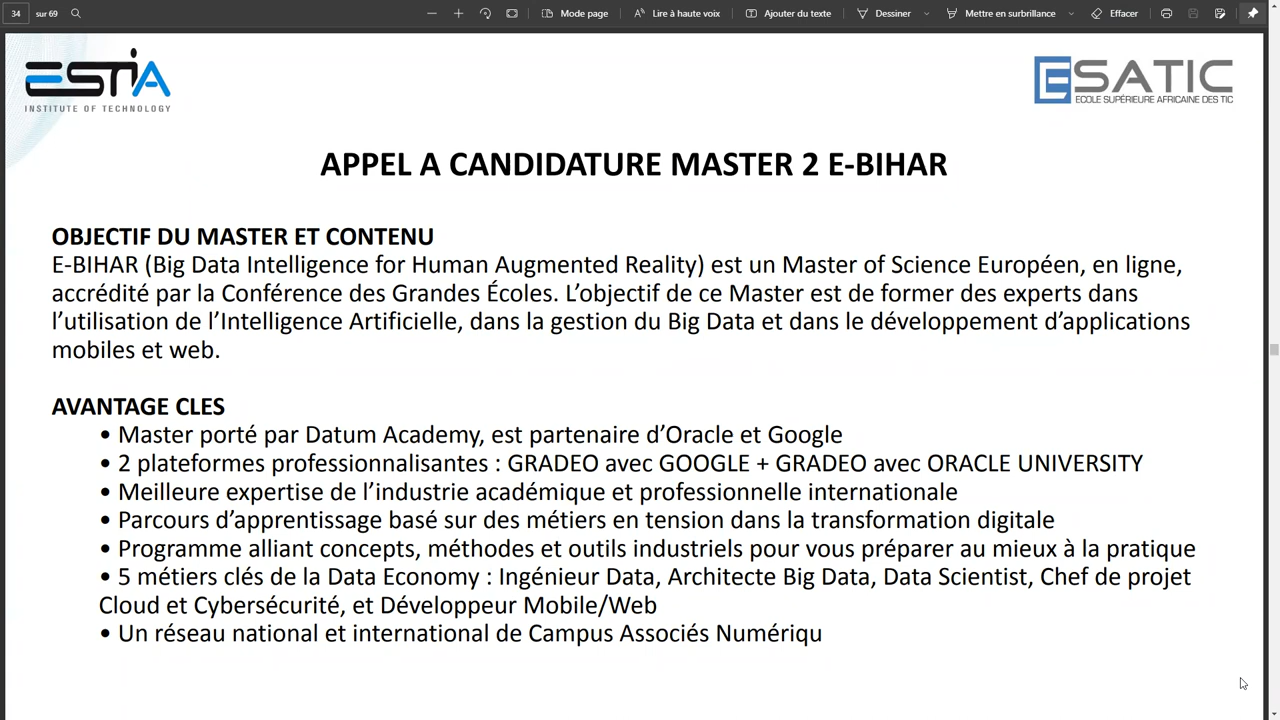 34 sur 69 Mode page Lire à haute voix Ajouter du texte Dessiner Mettre en surbrillance Effacer
ESTIA
INSTITUTE OF TECHNOLOGY
ESATIC
ECOLE SUPÉRIEURE AFRICAINE DES TIC
APPEL A CANDIDATURE MASTER 2 E-BIHAR
OBJECTIF DU MASTER ET CONTENU
E-BIHAR (Big Data Intelligence for Human Augmented Reality) est un Master of Science Européen, en ligne,
accrédité par la Conférence des Grandes Écoles. L’objectif de ce Master est de former des experts dans
l’utilisation de l’Intelligence Artificielle, dans la gestion du Big Data et dans le développement d’applications
mobiles et web.
AVANTAGE CLES
• Master porté par Datum Academy, est partenaire d’Oracle et Google
• 2 plateformes professionnalisantes : GRADEO avec GOOGLE + GRADEO avec ORACLE UNIVERSITY
• Meilleure expertise de l’industrie académique et professionnelle internationale
• Parcours d’apprentissage basé sur des métiers en tension dans la transformation digitale
• Programme alliant concepts, méthodes et outils industriels pour vous préparer au mieux à la pratique
• 5 métiers clés de la Data Economy : Ingénieur Data, Architecte Big Data, Data Scientist, Chef de projet
Cloud et Cybersécurité, et Développeur Mobile/Web
• Un réseau national et international de Campus Associés Numériqu